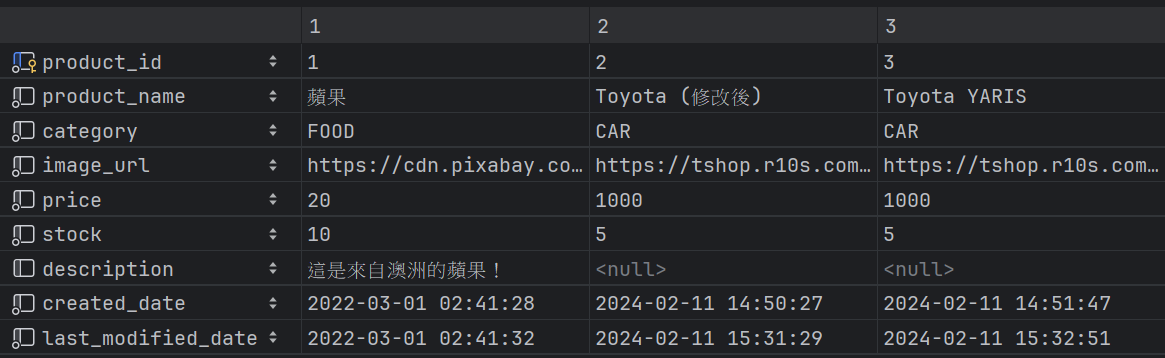 1 2 3
product_id 1 2 3
product_name 蘋果 Toyota (修改後) Toyota YARIS
category FOOD CAR CAR
image_url https://cdn.pixabay.co… https://tshop.r10s.com… https://tshop.r10s.com…
price 20 1000 1000
stock 10 5 5
description 這是來自澳洲的蘋果！ <null> <null>
created_date 2022-03-01 02:41:28 2024-02-11 14:50:27 2024-02-11 14:51:47
last_modified_date 2022-03-01 02:41:32 2024-02-11 15:31:29 2024-02-11 15:32:51